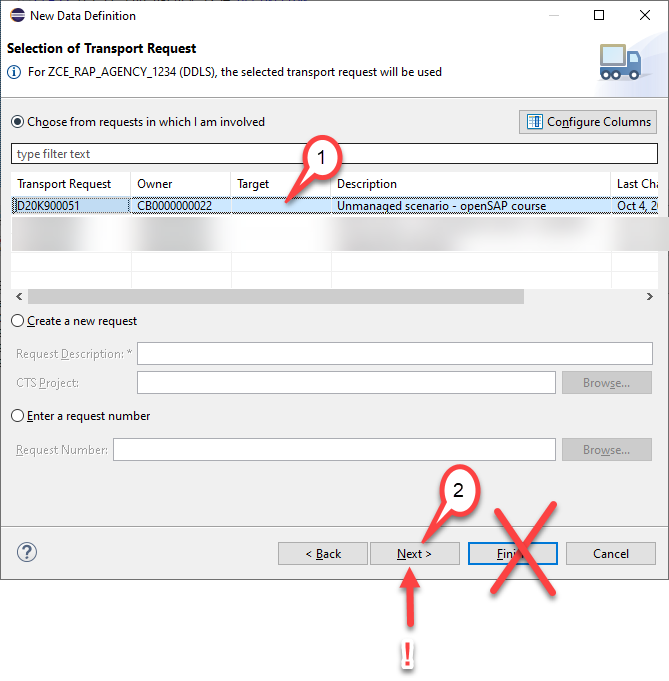 New Data Definition
Selection of Transport Request
For ZCE_RAP_AGENCY_1234 (DDLS), the selected transport request will be used
Choose from requests in which I am involved
Configure Columns
type filter text
1
Transport Request Owner Target Description Last Cha
D20K900051 CB0000000022 Unmanaged scenario - openSAP course Oct 4, 20
Create a new request
Request Description: *
CTS Project: Browse...
Enter a request number
Request Number: Browse...
2
? < Back Next > Cancel
!